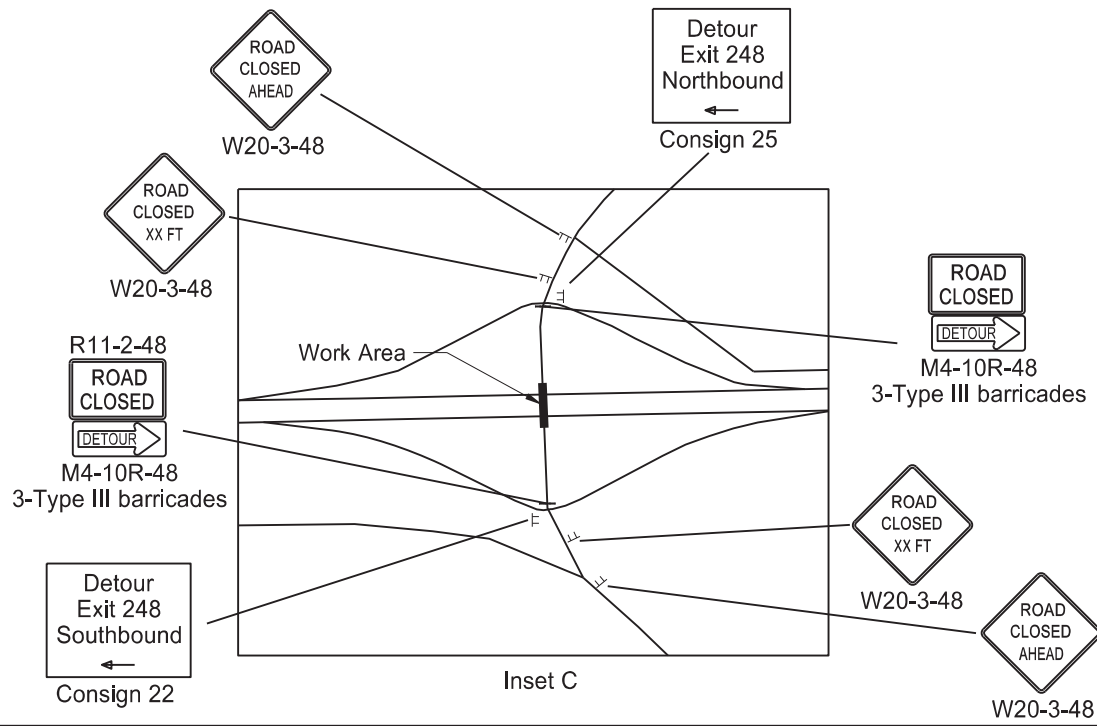 ROAD
CLOSED
AHEAD
W20-3-48
Detour
Exit 248
Northbound
←
Consign 25
ROAD
CLOSED
XX FT
W20-3-48
ROAD
CLOSED
DETOUR
M4-10R-48
3-Type III barricades
Work Area
R11-2-48
ROAD
CLOSED
DETOUR
M4-10R-48
3-Type III barricades
ROAD
CLOSED
XX FT
W20-3-48
Detour
Exit 248
Southbound
←
Consign 22
ROAD
CLOSED
AHEAD
W20-3-48
Inset C